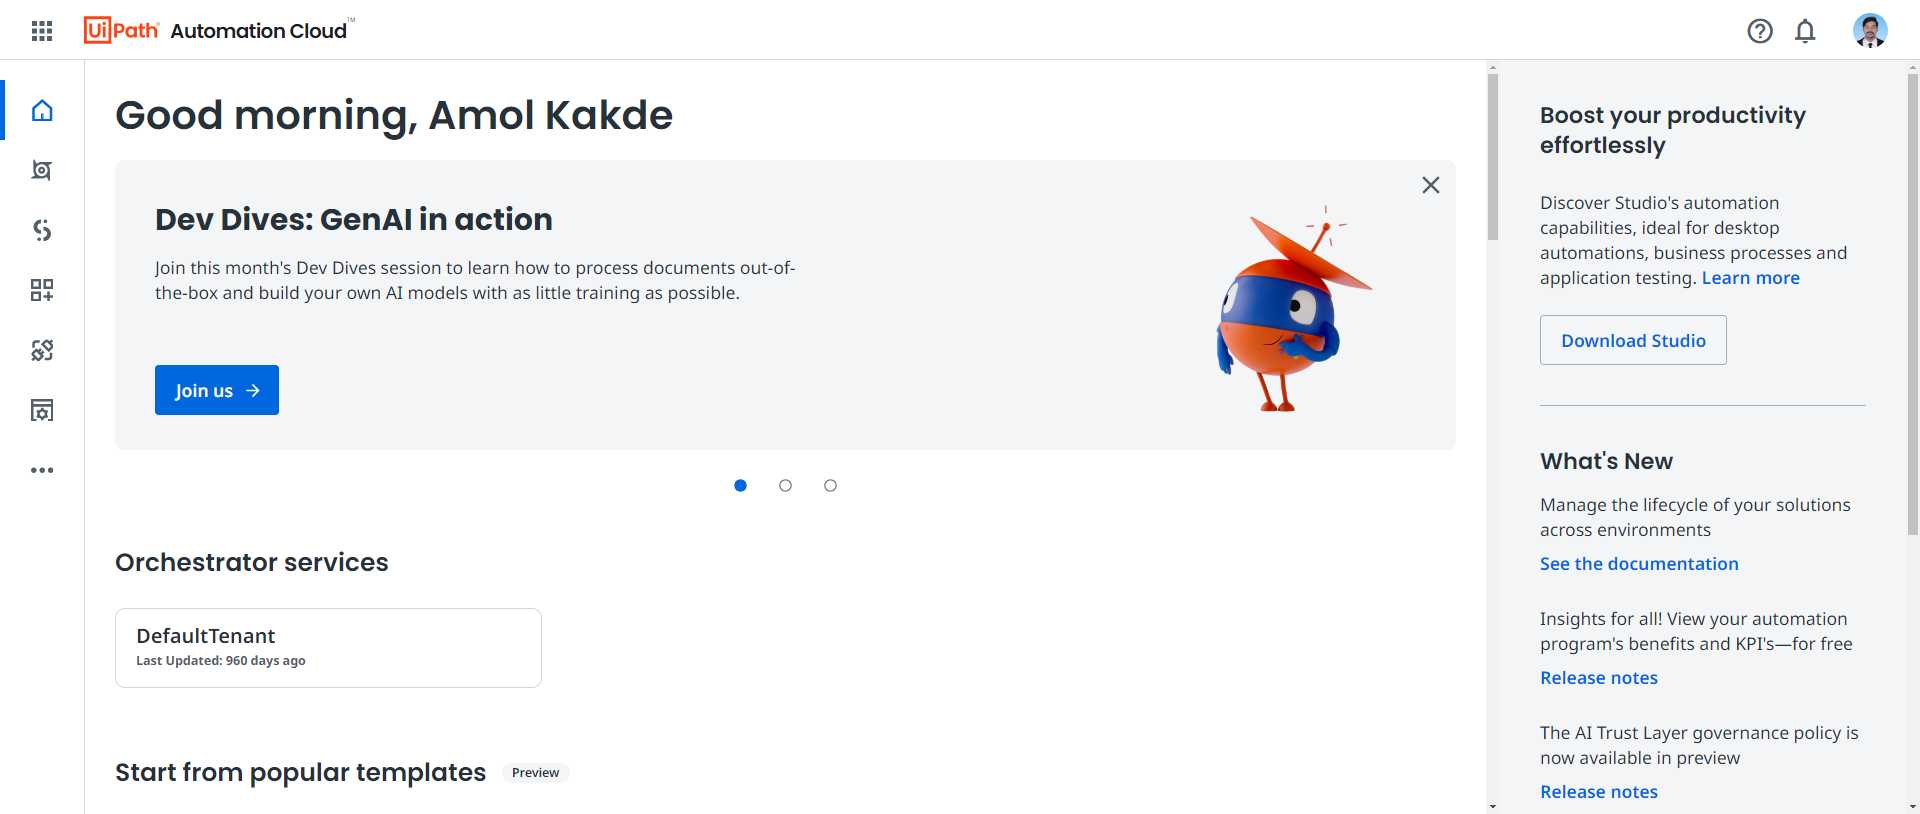 UiPath Automation Cloud™
Good morning, Amol Kakde
Dev Dives: GenAI in action
Join this month's Dev Dives session to learn how to process documents out-of-
the-box and build your own AI models with as little training as possible.
Join us
Orchestrator services
DefaultTenant
Last Updated: 960 days ago
Start from popular templates Preview
Boost your productivity
effortlessly
Discover Studio's automation
capabilities, ideal for desktop
automations, business processes and
application testing. Learn more
Download Studio
What's New
Manage the lifecycle of your solutions
across environments
See the documentation
Insights for all! View your automation
program's benefits and KPI's—for free
Release notes
The AI Trust Layer governance policy is
now available in preview
Release notes